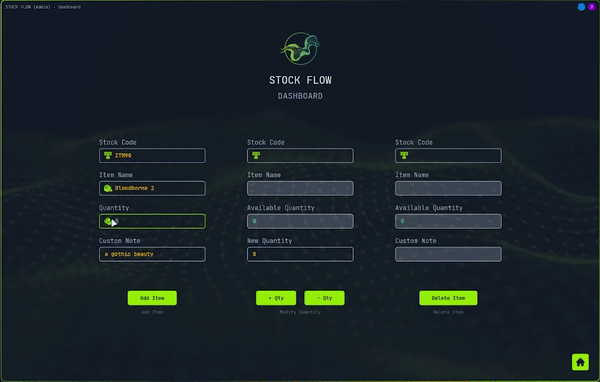 STOCK FLOW (Admin) - Dashboard
STOCK FLOW
DASHBOARD
Stock Code
ITM90
Item Name
Bloodborne 2
Quantity
Custom Note
a gothic beauty
Add Item
Add Item
Stock Code
Item Name
Available Quantity
0
New Quantity
0
+ Qty
- Qty
Modify Quantity
Stock Code
Item Name
Available Quantity
0
Custom Note
Delete Item
Delete Item